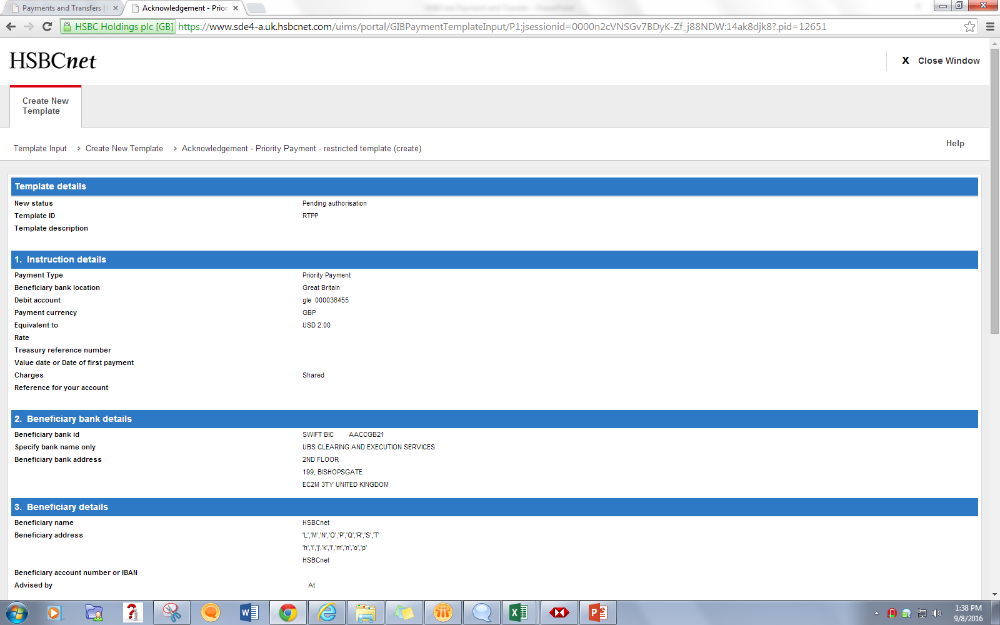 Payments and Transfers |
Acknowledgement - Prior
HSBC Holdings plc [GB] https://www.sde4-a.uk.hsbcnet.com/uims/portal/GIBPaymentTemplateInput/P1;jsessionid=0000n2cVNSGv7BDyK-Zf_j88NDW:14ak8djk8?.pid=12651
HSBCnet
X Close Window
Create New
Template
Template Input > Create New Template > Acknowledgement - Priority Payment - restricted template (create)
Help
Template details
New status Pending authorisation
Template ID RTPP
Template description
1. Instruction details
Payment Type Priority Payment
Beneficiary bank location Great Britain
Debit account gle 000036455
Payment currency GBP
Equivalent to USD 2.00
Rate
Treasury reference number
Value date or Date of first payment
Charges Shared
Reference for your account
2. Beneficiary bank details
Beneficiary bank id SWIFT BIC AACCGB21
Specify bank name only UBS CLEARING AND EXECUTION SERVICES
Beneficiary bank address 2ND FLOOR
199, BISHOPSGATE
EC2M 3TY UNITED KINGDOM
3. Beneficiary details
Beneficiary name HSBCnet
Beneficiary address 'L','M','N','O','P','Q','R','S','T'
'h','i','j','k','l','m','n','o','p'
HSBCnet
Beneficiary account number or IBAN
Advised by At
1:38 PM
9/8/2016